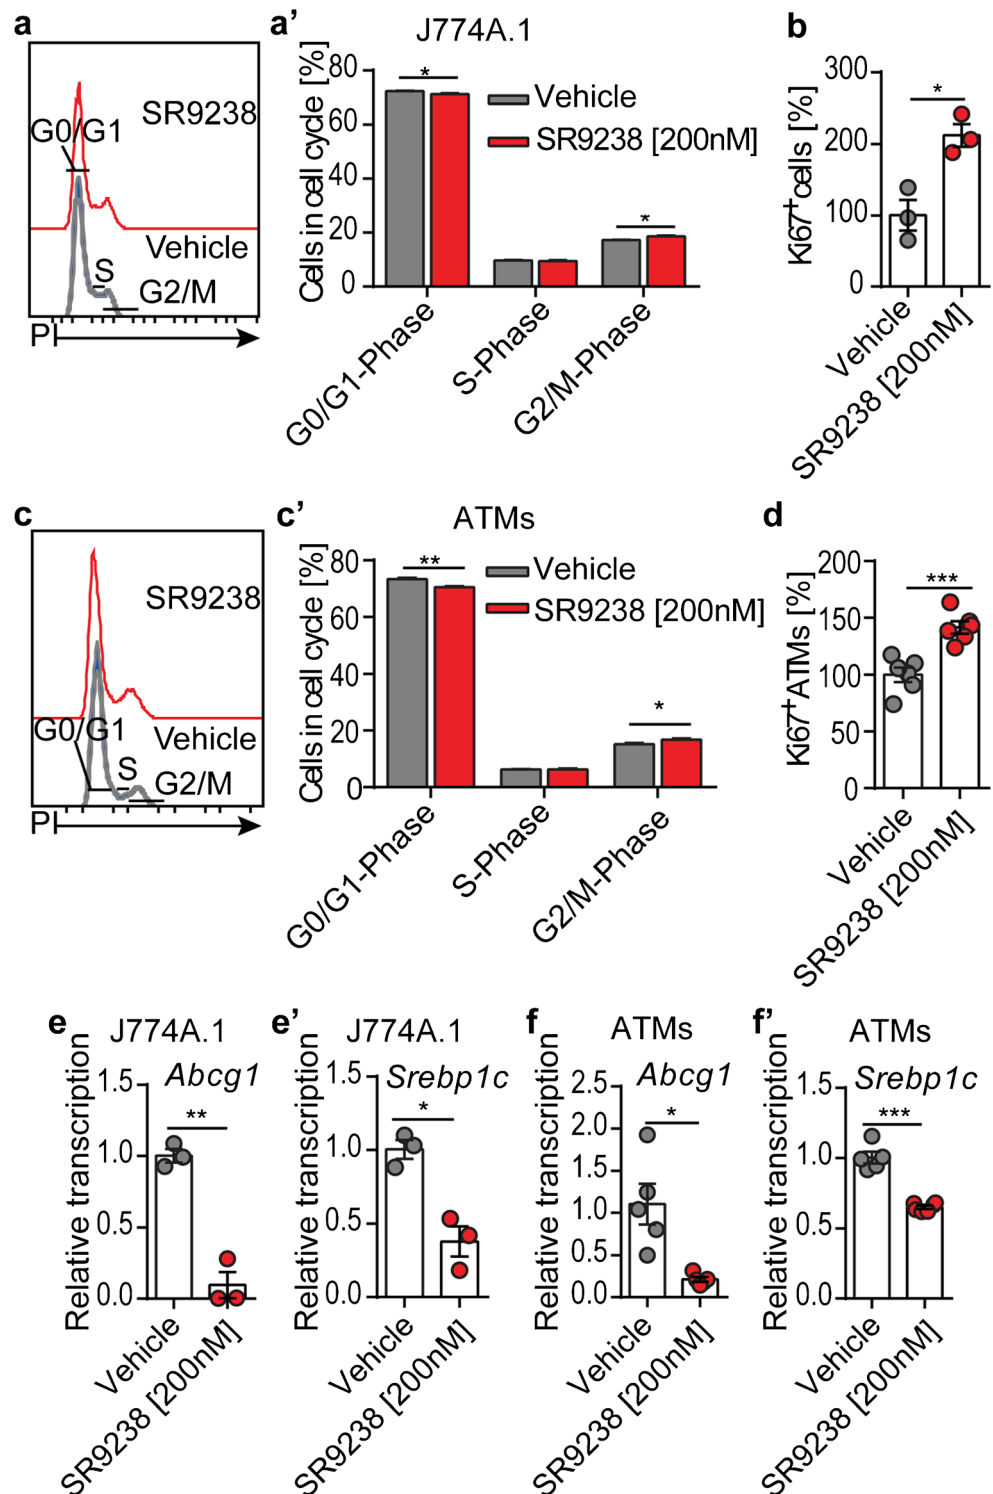 a
SR9238
G0/G1
Vehicle
S
G2/M
PI
a’
J774A.1
Cells in cell cycle [%]
80
60
40
20
0
*
*
Vehicle
SR9238 [200nM]
G0/G1-Phase
S-Phase
G2/M-Phase
b
Ki67+cells [%]
300
200
100
0
*
Vehicle
SR9238 [200nM]
c
SR9238
G0/G1
Vehicle
S
G2/M
PI
c’
ATMs
Cells in cell cycle [%]
80
60
40
20
0
**
*
Vehicle
SR9238 [200nM]
G0/G1-Phase
S-Phase
G2/M-Phase
d
Ki67+ATMs [%]
200
150
100
50
0
***
Vehicle
SR9238 [200nM]
e
J774A.1
Abcg1
Relative transcription
1.5
1.0
0.5
0.0
**
Vehicle
SR9238 [200nM]
e’
J774A.1
Srebp1c
Relative transcription
1.5
1.0
0.5
0.0
*
Vehicle
SR9238 [200nM]
f
ATMs
Abcg1
Relative transcription
2.5
2.0
1.5
1.0
0.5
0.0
*
Vehicle
SR9238 [200nM]
f’
ATMs
Srebp1c
Relative transcription
1.5
1.0
0.5
0.0
***
Vehicle
SR9238 [200nM]